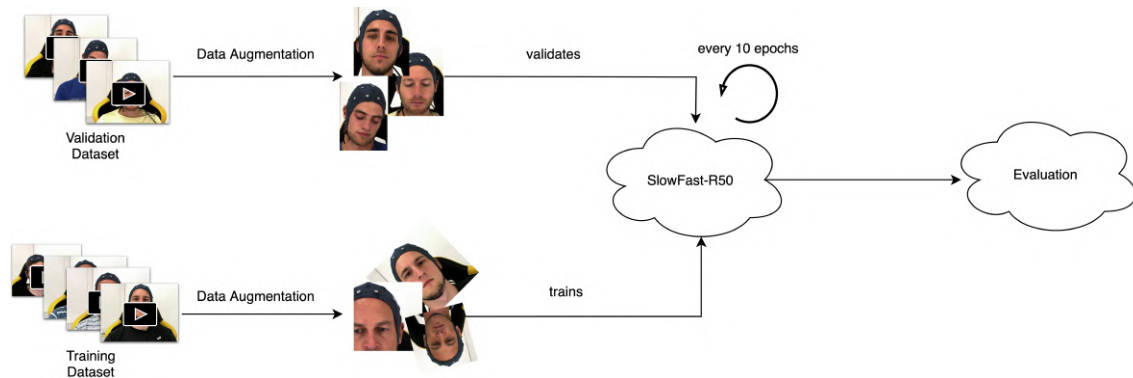 every 10 epochs
Data Augmentation
validates
Validation
Dataset
SlowFast-R50
Evaluation
Data Augmentation
trains
Training
Dataset